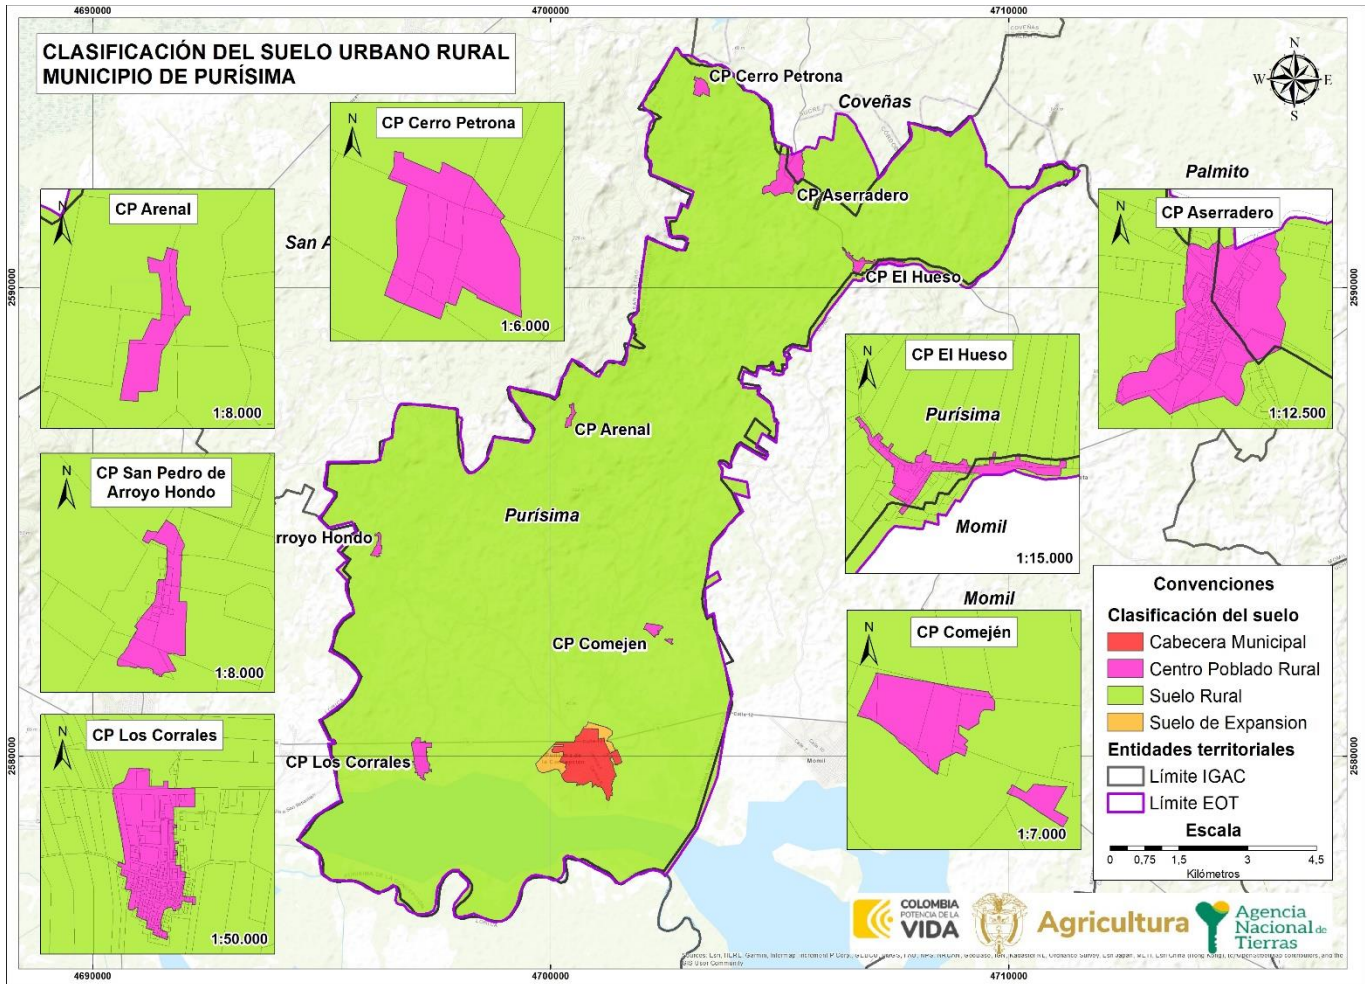 4690000
4700000
4710000
CLASIFICACIÓN DEL SUELO URBANO RURAL
MUNICIPIO DE PURÍSIMA
N
W E
S
CP Cerro Petrona
Coveñas
SUCRE
CP Aserradero
Palmito
CP El Hueso
San A
N
CP Cerro Petrona
1:6.000
N
CP Arenal
1:8.000
N
CP Aserradero
1:12.500
2590000
2590000
N
CP El Hueso
Purísima
Momil
1:15.000
CP Arenal
Purísima
N
CP San Pedro de
Arroyo Hondo
1:8.000
rroyo Hondo
CP Comejen
Momil
N
CP Comején
1:7.000
CP Los Corrales
Momil
N
CP Los Corrales
1:50.000
2580000
2580000
Convenciones
Clasificación del suelo
Cabecera Municipal
Centro Poblado Rural
Suelo Rural
Suelo de Expansion
Entidades territoriales
Límite IGAC
Límite EOT
Escala
0 0,75 1,5 3 4,5
Kilómetros
COLOMBIA
POTENCIA DE LA
VIDA
Agricultura
Agencia
Nacional de
Tierras
4690000
4700000
4710000